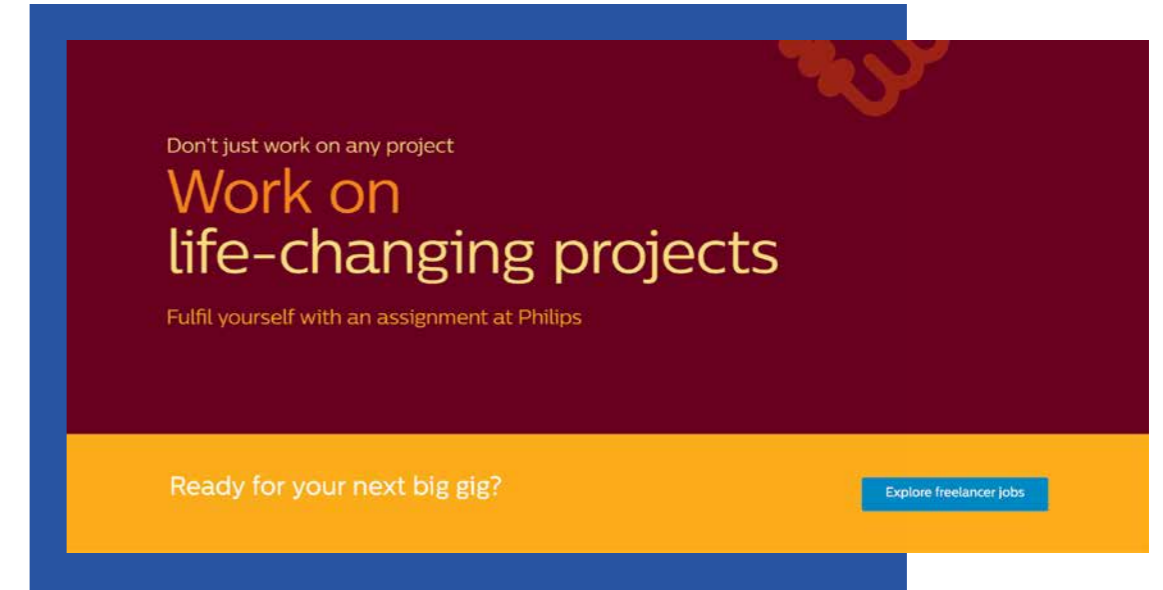 Don't just work on any project
Work on
life-changing projects
Fulfil yourself with an assignment at Philips
Ready for your next big gig?
Explore freelancer jobs